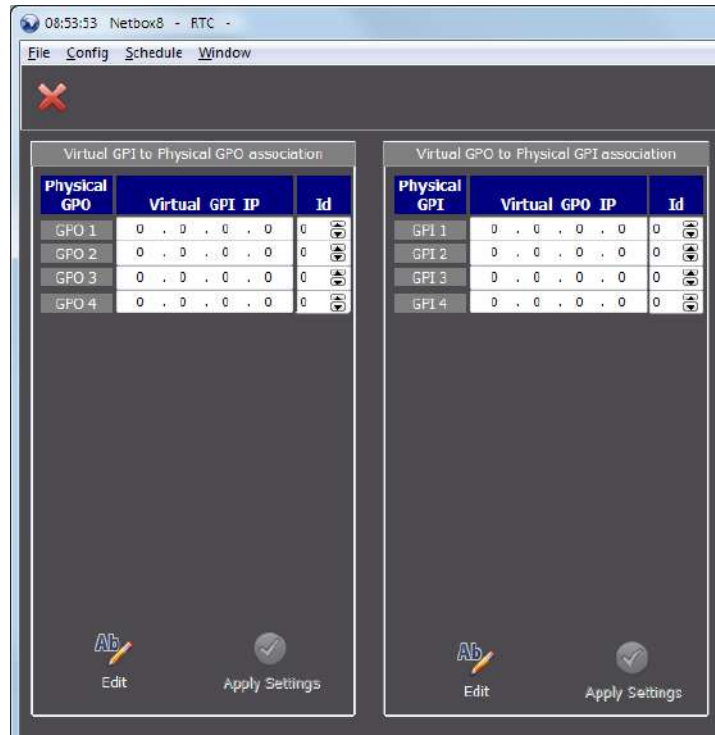 08:53:53 Netbox8 - RTC -
File Config Schedule Window
Virtual GPI to Physical GPO association
Physical GPO Virtual GPI IP Id
GPO 1 0 . 0 . 0 . 0 0
GPO 2 0 . 0 . 0 . 0 0
GPO 3 0 . 0 . 0 . 0 0
GPO 4 0 . 0 . 0 . 0 0
Ab
Edit Apply Settings
Virtual GPO to Physical GPI association
Physical GPI Virtual GPO IP Id
GPI 1 0 . 0 . 0 . 0 0
GPI 2 0 . 0 . 0 . 0 0
GPI 3 0 . 0 . 0 . 0 0
GPI 4 0 . 0 . 0 . 0 0
Ab
Edit Apply Settings